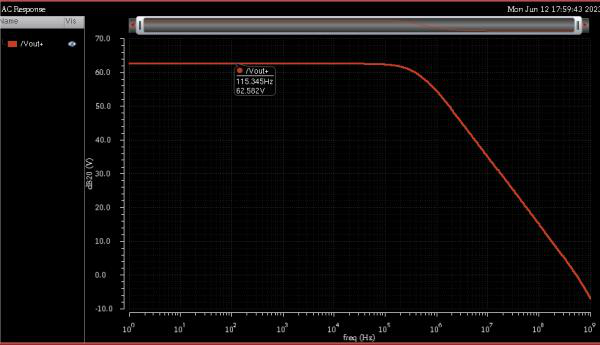 AC Response
Mon Jun 12 17:59:43 202
Name
Vis
/Vout+
70.0
60.0
50.0
40.0
30.0
20.0
10.0
0.0
-10.0
dB20 (V)
/Vout+
115.345Hz
62.582V
10⁰ 10¹ 10² 10³ 10⁴ 10⁵ 10⁶ 10⁷ 10⁸ 10⁹
freq (Hz)